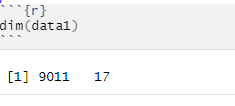 ```{r}
dim(data1)
```
[1] 9011 17